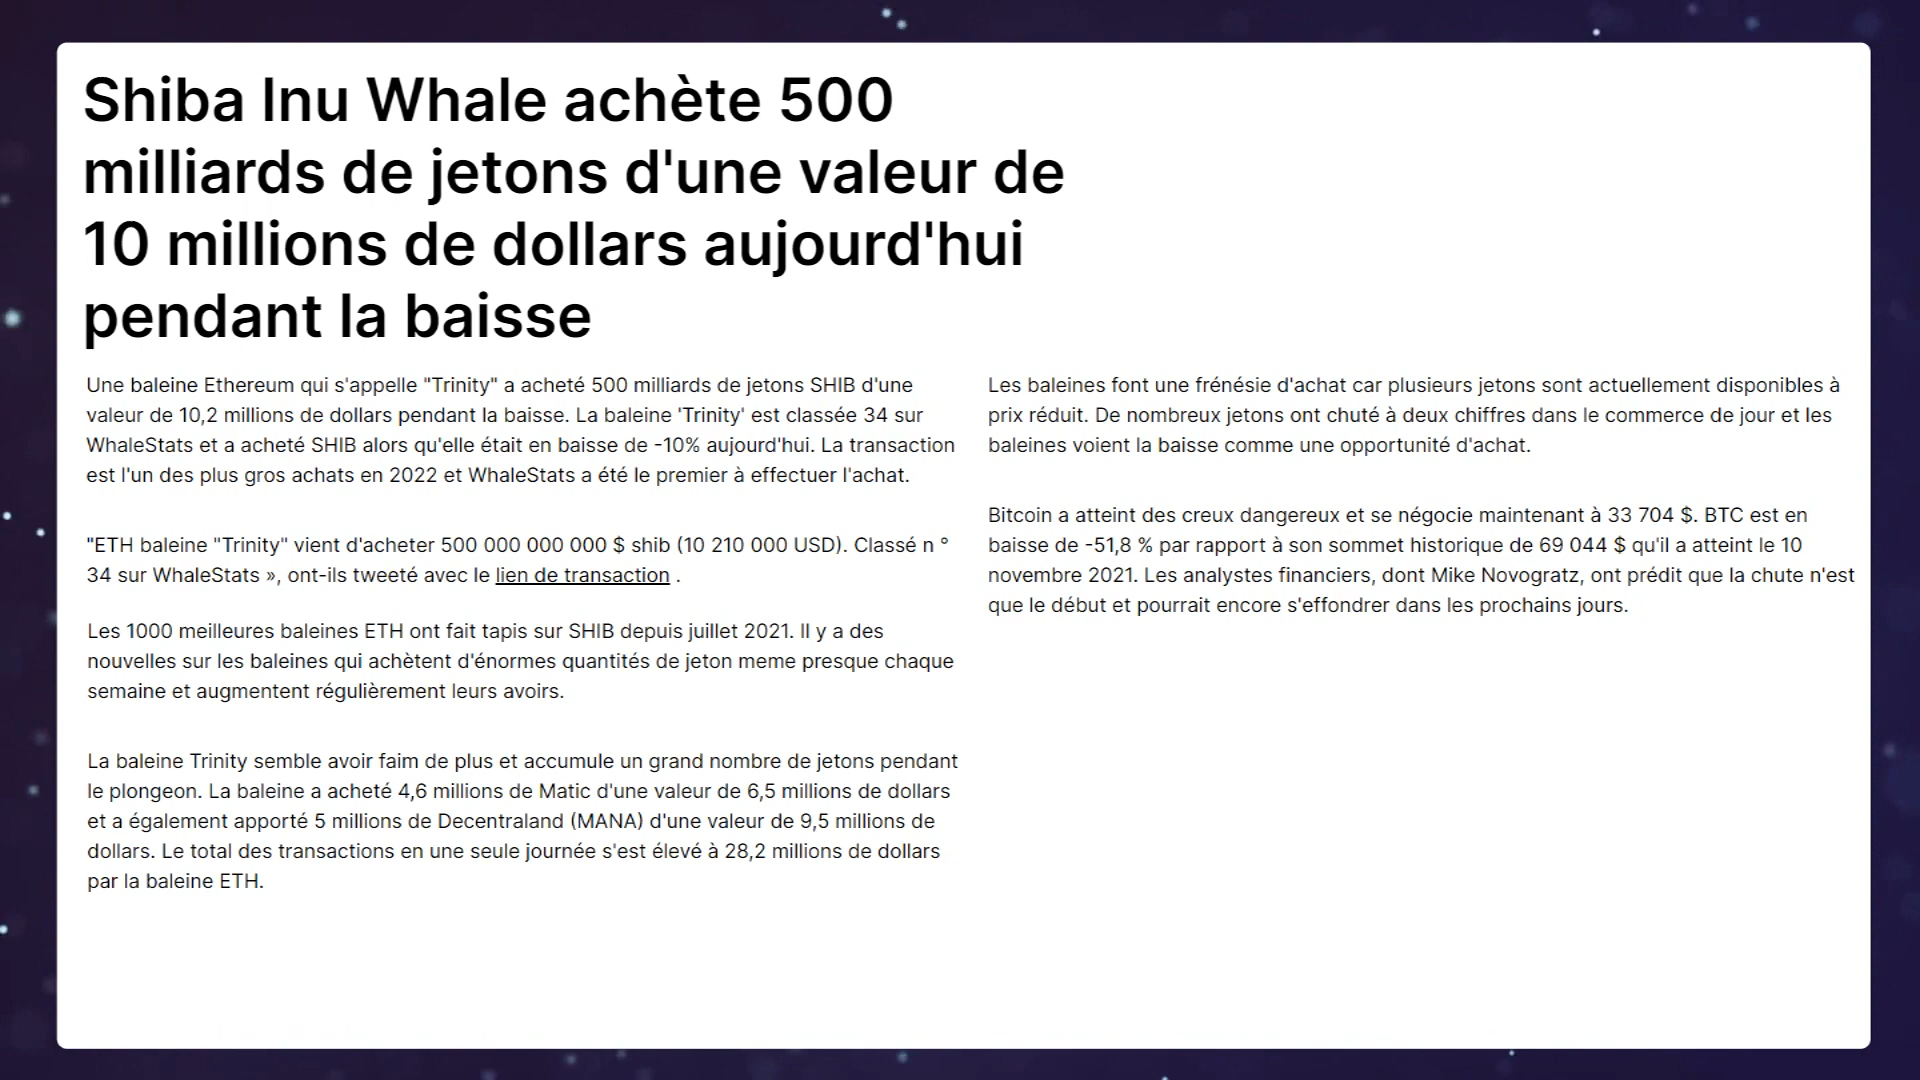 Shiba Inu Whale achète 500
milliards de jetons d'une valeur de
10 millions de dollars aujourd'hui
pendant la baisse
Une baleine Ethereum qui s'appelle "Trinity" a acheté 500 milliards de jetons SHIB d'une
valeur de 10,2 millions de dollars pendant la baisse. La baleine 'Trinity' est classée 34 sur
WhaleStats et a acheté SHIB alors qu'elle était en baisse de -10% aujourd'hui. La transaction
est l'un des plus gros achats en 2022 et WhaleStats a été le premier à effectuer l'achat.
"ETH baleine "Trinity" vient d'acheter 500 000 000 000 $ shib (10 210 000 USD). Classé n °
34 sur WhaleStats », ont-ils tweeté avec le lien de transaction .
Les 1000 meilleures baleines ETH ont fait tapis sur SHIB depuis juillet 2021. Il y a des
nouvelles sur les baleines qui achètent d'énormes quantités de jeton meme presque chaque
semaine et augmentent régulièrement leurs avoirs.
La baleine Trinity semble avoir faim de plus et accumule un grand nombre de jetons pendant
le plongeon. La baleine a acheté 4,6 millions de Matic d'une valeur de 6,5 millions de dollars
et a également apporté 5 millions de Decentraland (MANA) d'une valeur de 9,5 millions de
dollars. Le total des transactions en une seule journée s'est élevé à 28,2 millions de dollars
par la baleine ETH.
Les baleines font une frénésie d'achat car plusieurs jetons sont actuellement disponibles à
prix réduit. De nombreux jetons ont chuté à deux chiffres dans le commerce de jour et les
baleines voient la baisse comme une opportunité d'achat.
Bitcoin a atteint des creux dangereux et se négocie maintenant à 33 704 $. BTC est en
baisse de -51,8 % par rapport à son sommet historique de 69 044 $ qu'il a atteint le 10
novembre 2021. Les analystes financiers, dont Mike Novogratz, ont prédit que la chute n'est
que le début et pourrait encore s'effondrer dans les prochains jours.